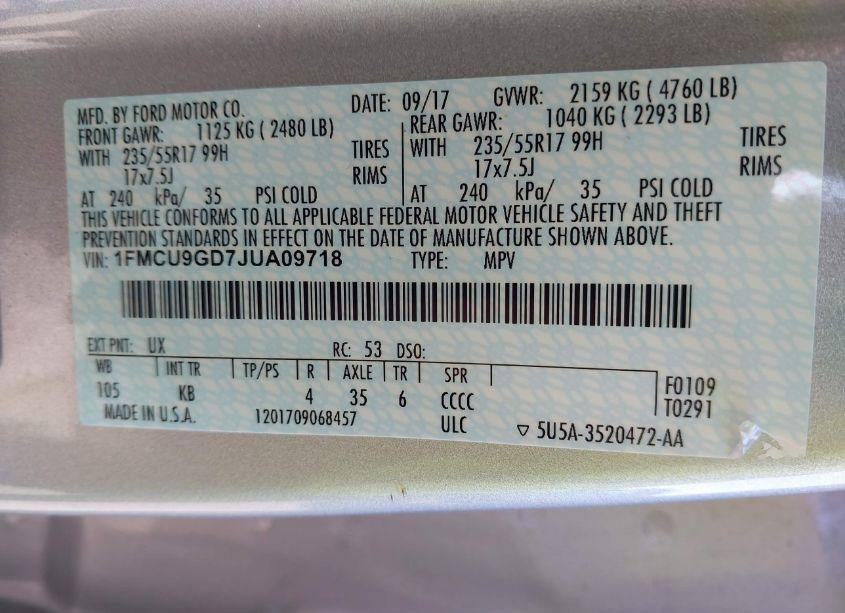 MFD. BY FORD MOTOR CO. DATE: 09/17 GVWR: 2159 KG ( 4760 LB)
FRONT GAWR: 1125 KG ( 2480 LB) REAR GAWR: 1040 KG ( 2293 LB)
WITH 235/55R17 99H TIRES WITH 235/55R17 99H TIRES
17x7.5J RIMS 17x7.5J RIMS
AT 240 kPa/ 35 PSI COLD AT 240 kPa/ 35 PSI COLD
THIS VEHICLE CONFORMS TO ALL APPLICABLE FEDERAL MOTOR VEHICLE SAFETY AND THEFT
PREVENTION STANDARDS IN EFFECT ON THE DATE OF MANUFACTURE SHOWN ABOVE.
VIN: 1FMCU9GD7JUA09718 TYPE: MPV
EXT PNT: UX RC: 53 DSO:
WB INT TR TP/PS R AXLE TR SPR F0109
105 KB 4 35 6 CCCC T0291
MADE IN U.S.A. 1201709068457 ULC ▽ 5U5A-3520472-AA